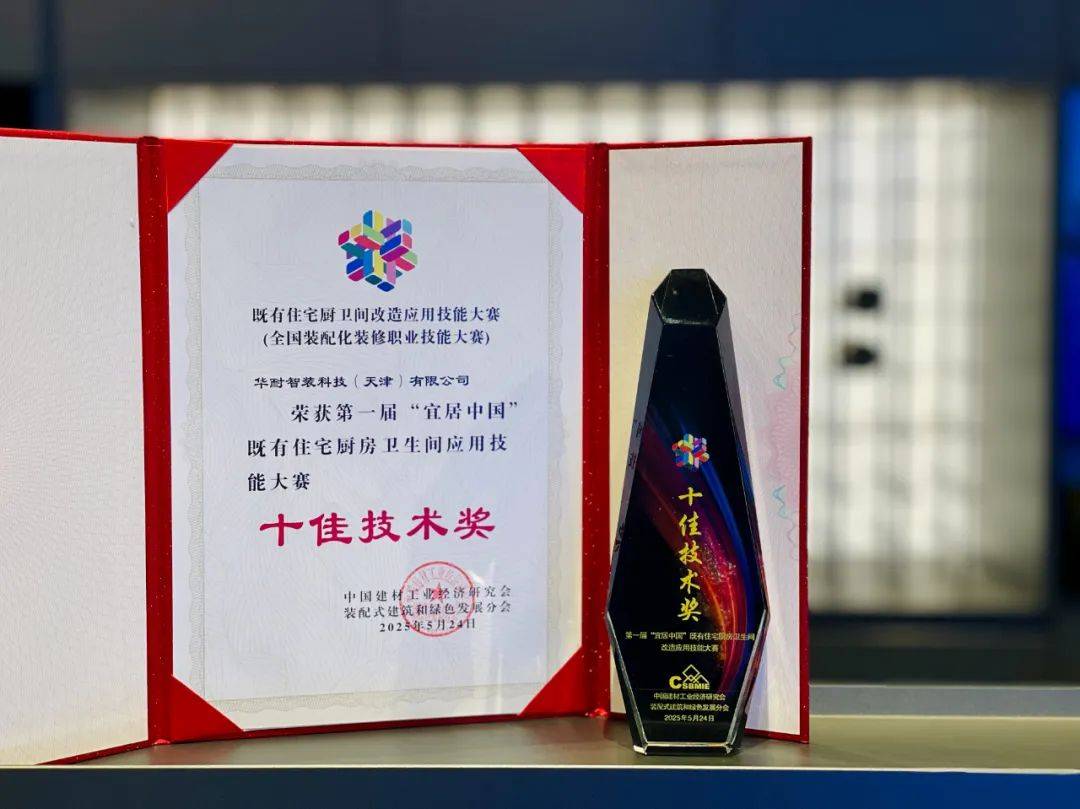 既有住宅厨卫间改造应用技能大赛
(全国装配化装修职业技能大赛)
华耐智装科技（天津）有限公司
荣获第一届“宜居中国”
既有住宅厨房卫生间应用技
能大赛
十佳技术奖
中国建材工业经济研究会
装配式建筑和绿色发展分会
2025年5月24日
十佳技术奖
第一届“宜居中国”既有住宅厨房卫生间
改造应用技能大赛
CSBMIE
中国建材工业经济研究会
装配式建筑和绿色发展分会
2025年5月24日